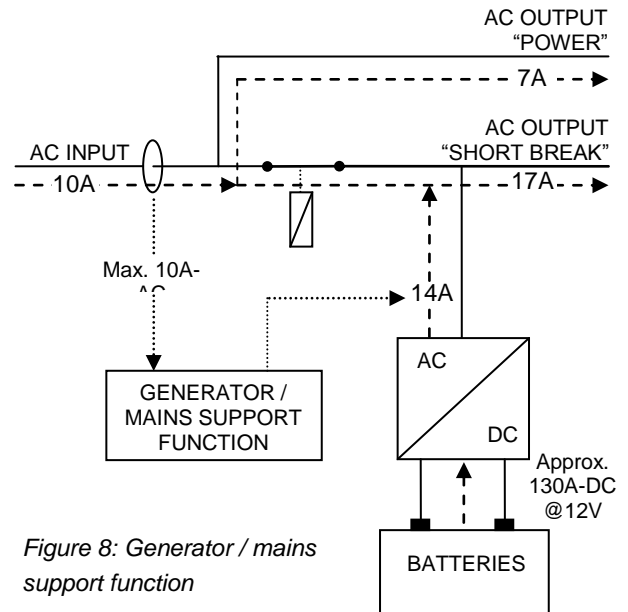 AC OUTPUT
“POWER”
7A
AC OUTPUT
“SHORT BREAK”
AC INPUT
10A
17A
Max. 10A-
14A
GENERATOR /
MAINS SUPPORT
FUNCTION
AC
DC
Approx.
130A-DC
@12V
BATTERIES
Figure 8: Generator / mains
support function